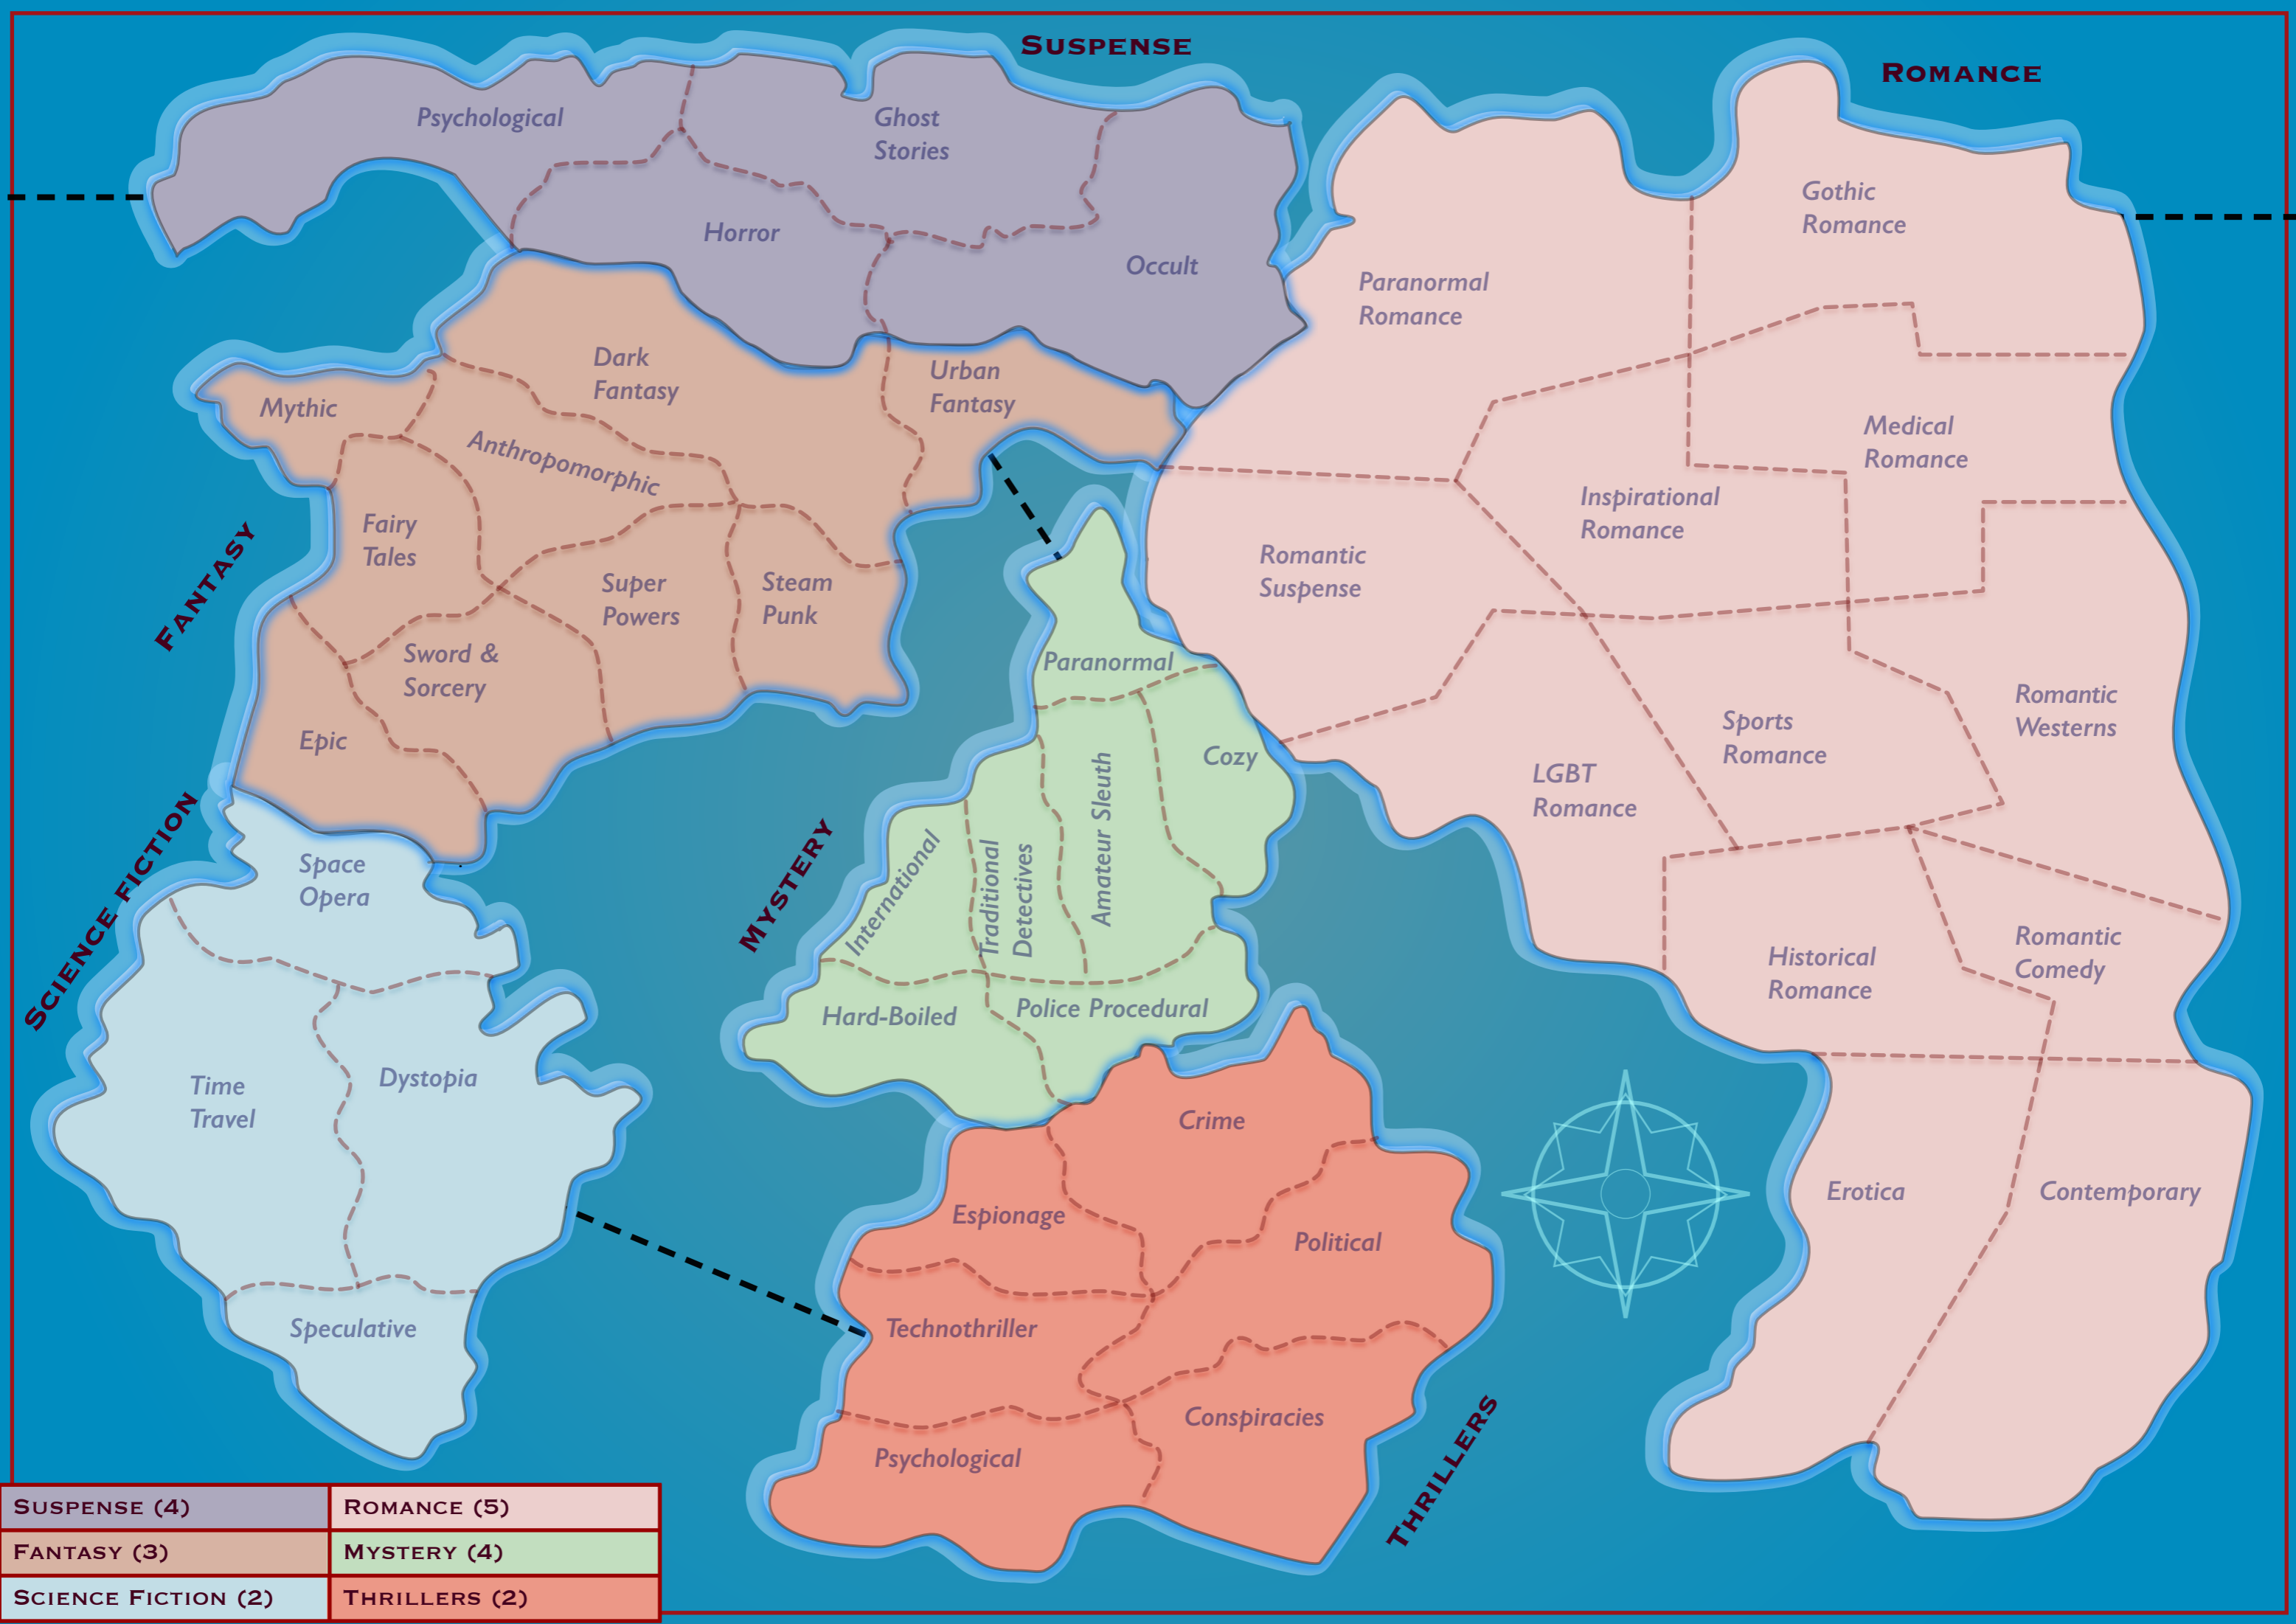 SUSPENSE
ROMANCE
Psychological
Ghost
Stories
Horror
Occult
Gothic
Romance
Paranormal
Romance
Dark
Fantasy
Urban
Fantasy
Mythic
Anthropomorphic
Medical
Romance
Inspirational
Romance
Fairy
Tales
Romantic
Suspense
FANTASY
Super
Powers
Steam
Punk
Sword &
Sorcery
Epic
Paranormal
Cozy
Romantic
Westerns
Sports
Romance
LGBT
Romance
SCIENCE FICTION
Space
Opera
MYSTERY
International
Traditional
Detectives
Amateur Sleuth
Hard-Boiled
Police Procedural
Historical
Romance
Romantic
Comedy
Time
Travel
Dystopia
Crime
Espionage
Political
Erotica
Contemporary
Speculative
Technothriller
Conspiracies
Psychological
THRILLERS
SUSPENSE (4)
ROMANCE (5)
FANTASY (3)
MYSTERY (4)
SCIENCE FICTION (2)
THRILLERS (2)